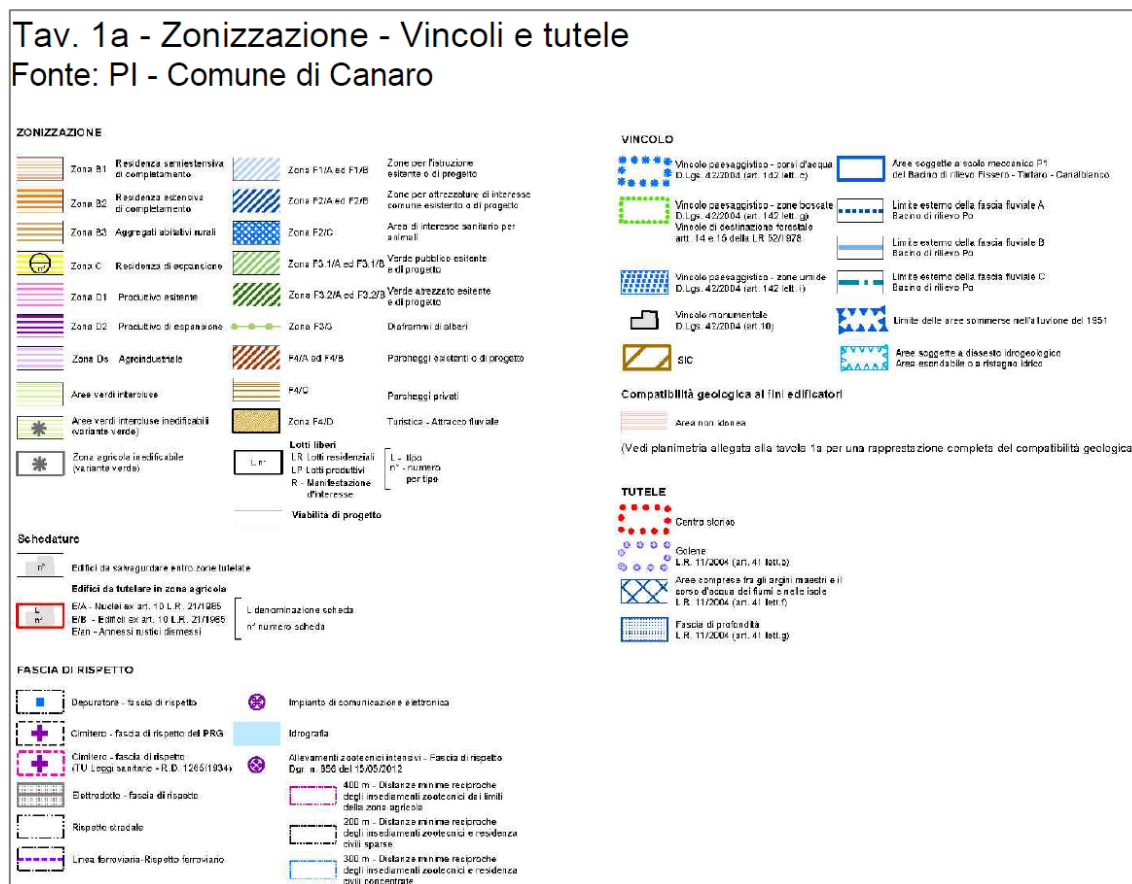 Tav. 1a - Zonizzazione - Vincoli e tutele
Fonte: PI - Comune di Canaro
ZONIZZAZIONE
Zona B1 Residenza semiestensiva
di completamento
Zona B2 Residenza estensiva
di completamento
Zona B3 Aggregati abitativi rurali
n°
Zona C Residenza di espansione
Zona D1 Produttivo esitente
Zona D2 Produttivo di espansione
Zona Ds Agroindustriale
Aree verdi intercluse
Aree verdi intercluse inedificabili
(variante verde)
Zona agricola inedificabile
(variante verde)
Zona F1/A ed F1/B Zone per l'istruzione
esitente o di progetto
Zona F2/A ed F2/B Zone per attrezzature di interesse
comune esistente o di progetto
Zona F2/C Area di interesse sanitario per
animali
Zona F3.1/A ed F3.1/B Verde pubblico esitente
e di progetto
Zona F3.2/A ed F3.2/B Verde atrezzato esitente
e di progetto
Zona F3/G Diaframmi di alberi
F4/A ed F4/B Parcheggi esistenti o di progetto
F4/C Parcheggi privati
Zona F4/D Turistica - Attracco fluviale
Lotti liberi
L n°
LR Lotti residenziali
LP Lotti produttivi
R - Manifestazione
d'interesse
L - tipo
n° - numero
per tipo
Viabilità di progetto
Schedature
n°
Edifici da salvagurdare entro zone tutelate
Edifici da tutelare in zona agricola
L
n°
E/A - Nuclei ex art. 10 L.R. 21/1985
E/B - Edifici ex art. 10 L.R. 21/1985
E/an - Annessi rustici dismessi
L denominazione scheda
n° numero scheda
FASCIA DI RISPETTO
Depuratore - fascia di rispetto
Cimitero - fascia di rispetto del PRG
Cimitero - fascia di rispetto
(TU Leggi sanitarie - R.D. 1265/1934)
Elettrodotto - fascia di rispetto
Rispetto stradale
Linea ferroviaria-Rispetto ferroviario
Impianto di comunicazione elettronica
Idrografia
Allevamenti zootecnici intensivi - Fascia di rispetto
Dgr. n. 856 del 15/05/2012
400 m - Distanze minime reciproche
degli insediamenti zootecnici dai limiti
della zona agricola
200 m - Distanze minime reciproche
degli insediamenti zootecnici e residenza
civili sparse
300 m - Distanze minime reciproche
degli insediamenti zootecnici e residenza
civili concentrate
VINCOLO
Vincolo paesaggistico - corsi d'acqua
D.Lgs. 42/2004 (art. 142 lett. c)
Vincolo paesaggistico - zone boscate
D.Lgs. 42/2004 (art. 142 lett. g)
Vincolo di destinazione forestale
artt. 14 e 15 della LR 52/1978
Vincolo paesaggistico - zone umide
D.Lgs. 42/2004 (art. 142 lett. i)
Vincolo monumentale
D.Lgs. 42/2004 (art. 10)
SIC
Aree soggette a scolo meccanico P1
del Bacino di rilievo Fissero - Tartaro - Canalbianco
Limite esterno della fascia fluviale A
Bacino di rilievo Po
Limite esterno della fascia fluviale B
Bacino di rilievo Po
Limite esterno della fascia fluviale C
Bacino di rilievo Po
Limite delle aree sommerse nell'alluvione del 1951
Aree soggette a dissesto idrogeologico
Area esondabile o a ristagno idrico
Compatibilità geologica ai fini edificatori
Area non idonea
(Vedi planimetria allegata alla tavola 1a per una rapprestazione completa del compatibilità geologica
TUTELE
Centro storico
Golene
L.R. 11/2004 (art. 41 lett.b)
Aree comprese fra gli argini maestri e il
corso d'acqua dei fiumi e nelle isole
L.R. 11/2004 (art. 41 lett.f)
Fascia di profondità
L.R. 11/2004 (art. 41 lett.g)